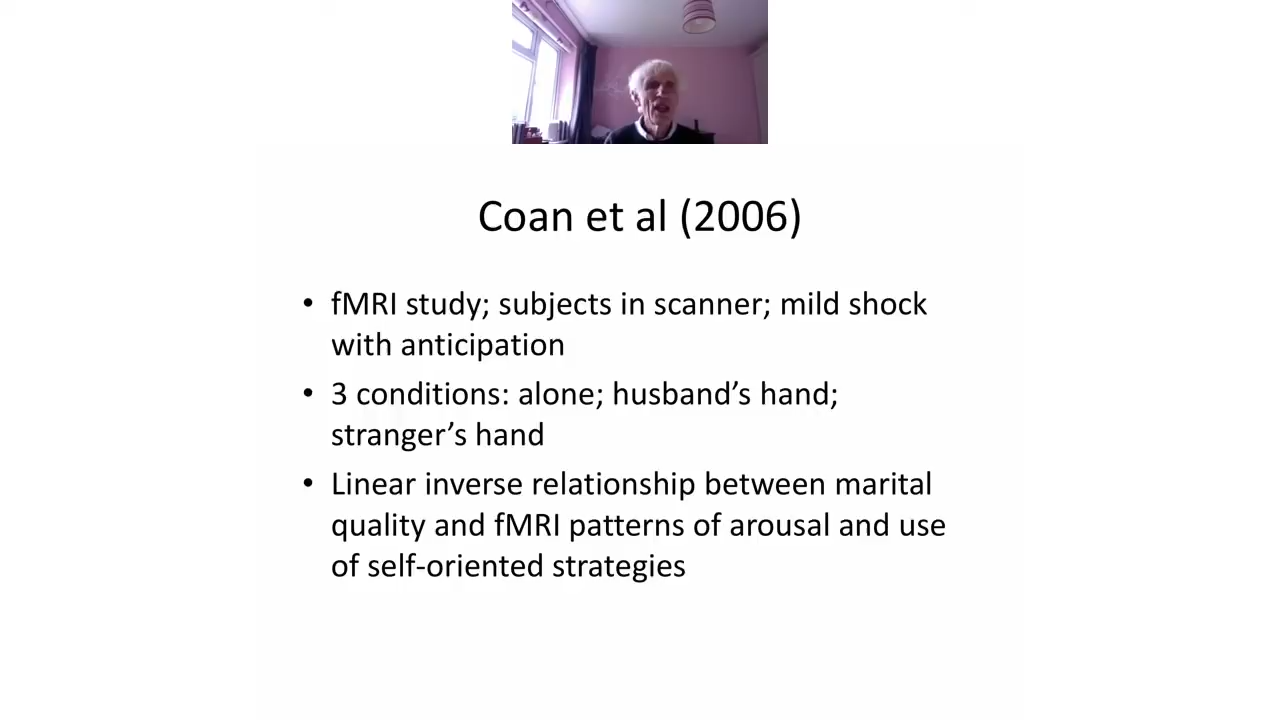 Coan et al (2006)
• fMRI study; subjects in scanner; mild shock
with anticipation
• 3 conditions: alone; husband’s hand;
stranger’s hand
• Linear inverse relationship between marital
quality and fMRI patterns of arousal and use
of self-oriented strategies